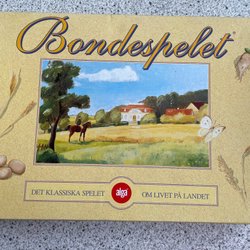 Bondespelet
DET KLASSISKA SPELET alga OM LIVET PÅ LANDET